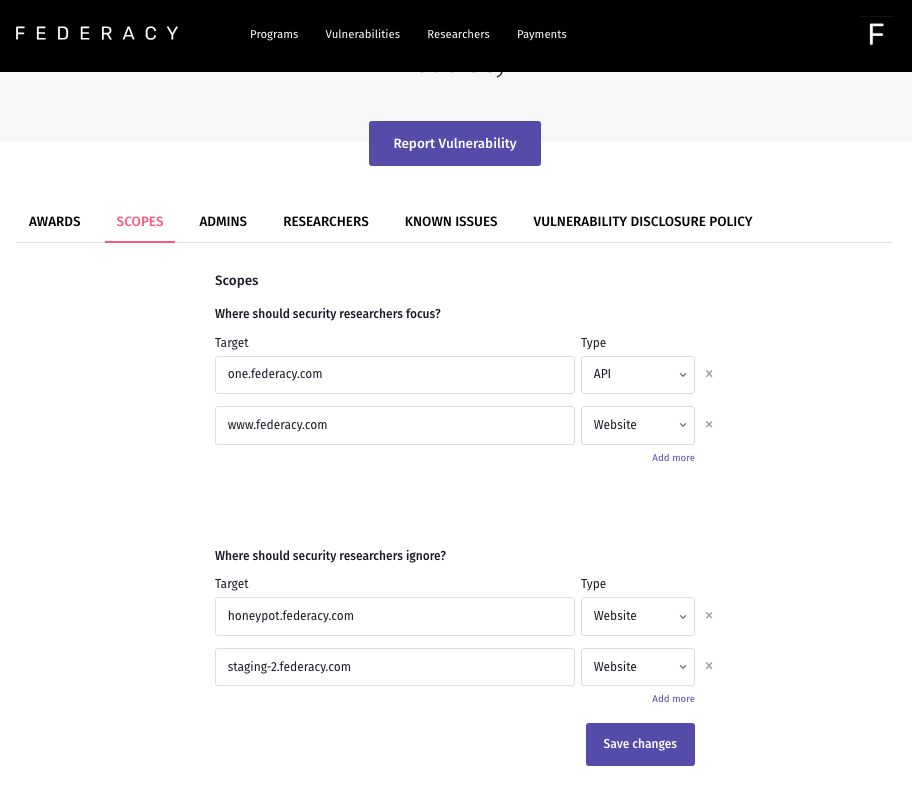 FEDERACY
Programs Vulnerabilities Researchers Payments
F
Report Vulnerability
AWARDS SCOPES ADMINS RESEARCHERS KNOWN ISSUES VULNERABILITY DISCLOSURE POLICY
Scopes
Where should security researchers focus?
Target Type
one.federacy.com API ×
www.federacy.com Website ×
Add more
Where should security researchers ignore?
Target Type
honeypot.federacy.com Website ×
staging-2.federacy.com Website ×
Add more
Save changes